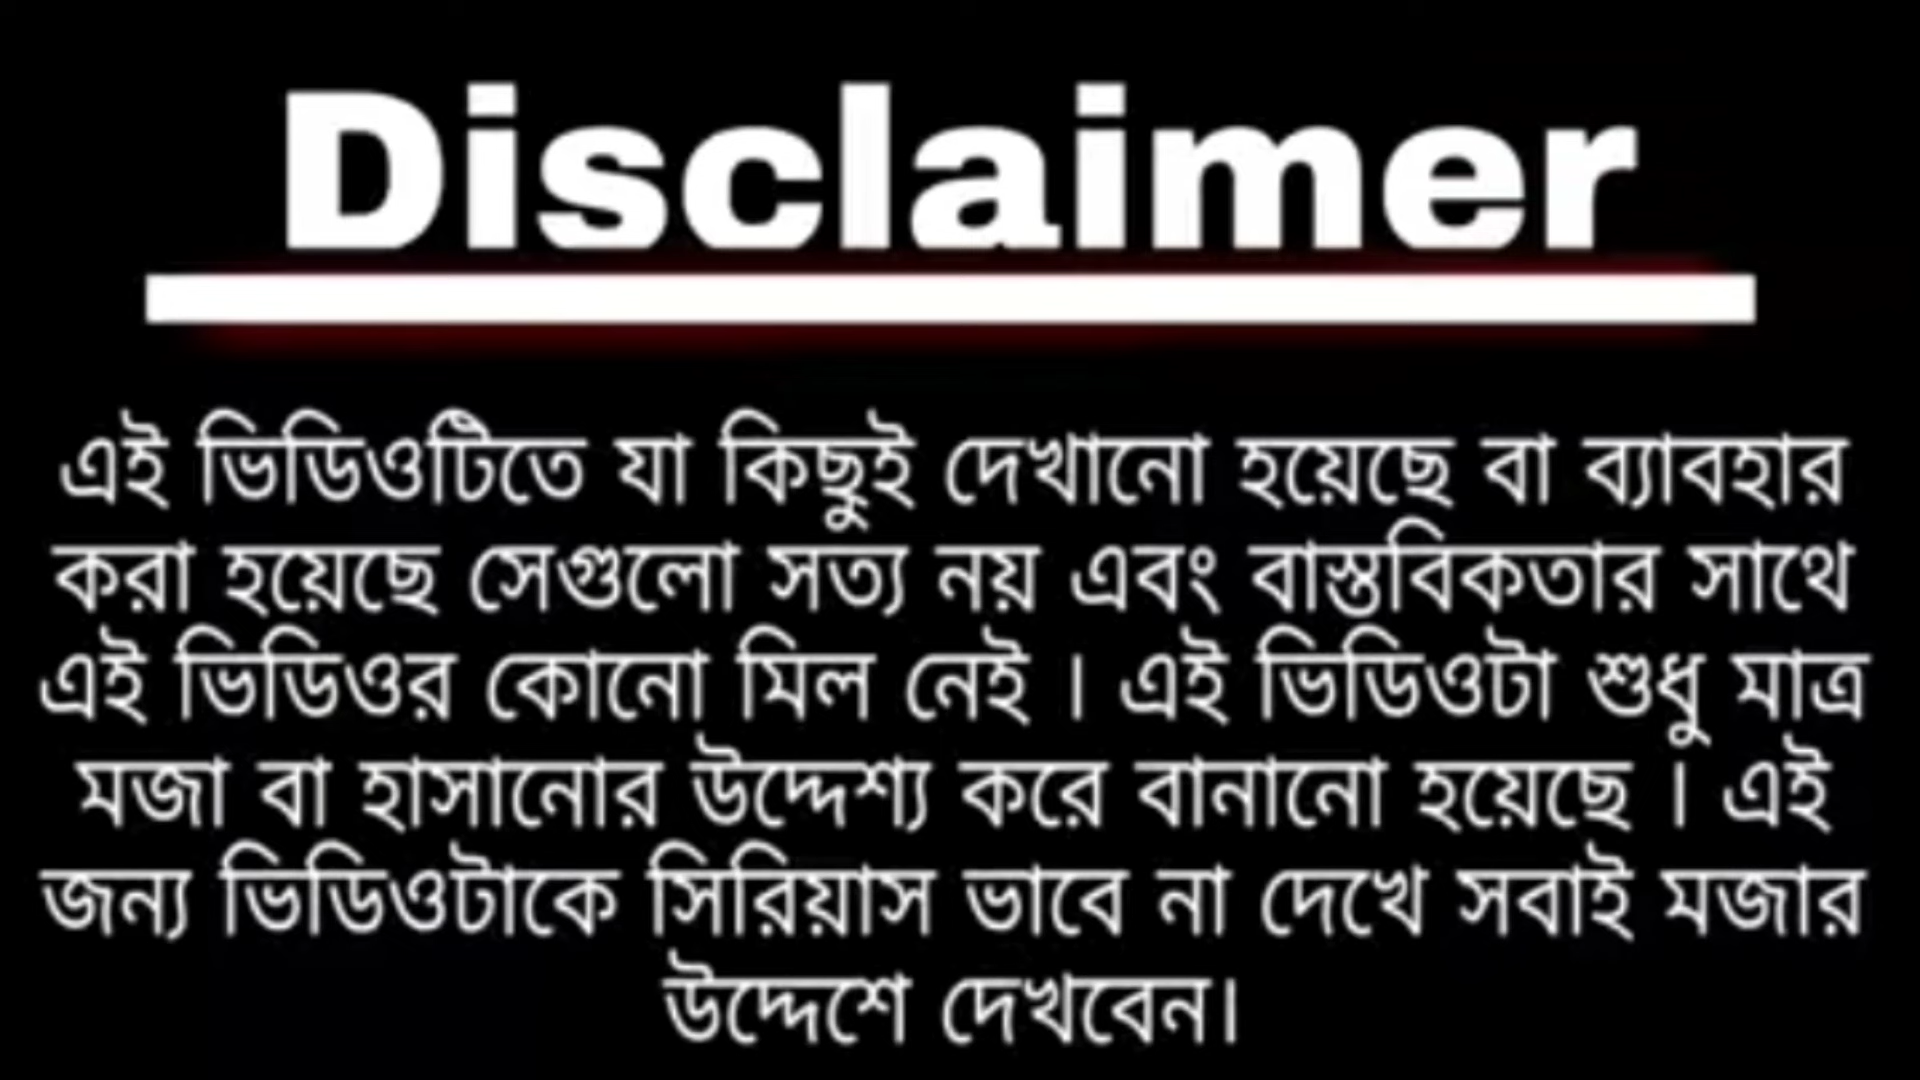 Disclaimer
এই ভিডিওটিতে যা কিছুই দেখানো হয়েছে বা ব্যাবহার
করা হয়েছে সেগুলো সত্য নয় এবং বাস্তবিকতার সাথে
এই ভিডিওর কোনো মিল নেই । এই ভিডিওটা শুধু মাত্র
মজা বা হাসানোর উদ্দেশ্য করে বানানো হয়েছে । এই
জন্য ভিডিওটাকে সিরিয়াস ভাবে না দেখে সবাই মজার
উদ্দেশে দেখবেন।